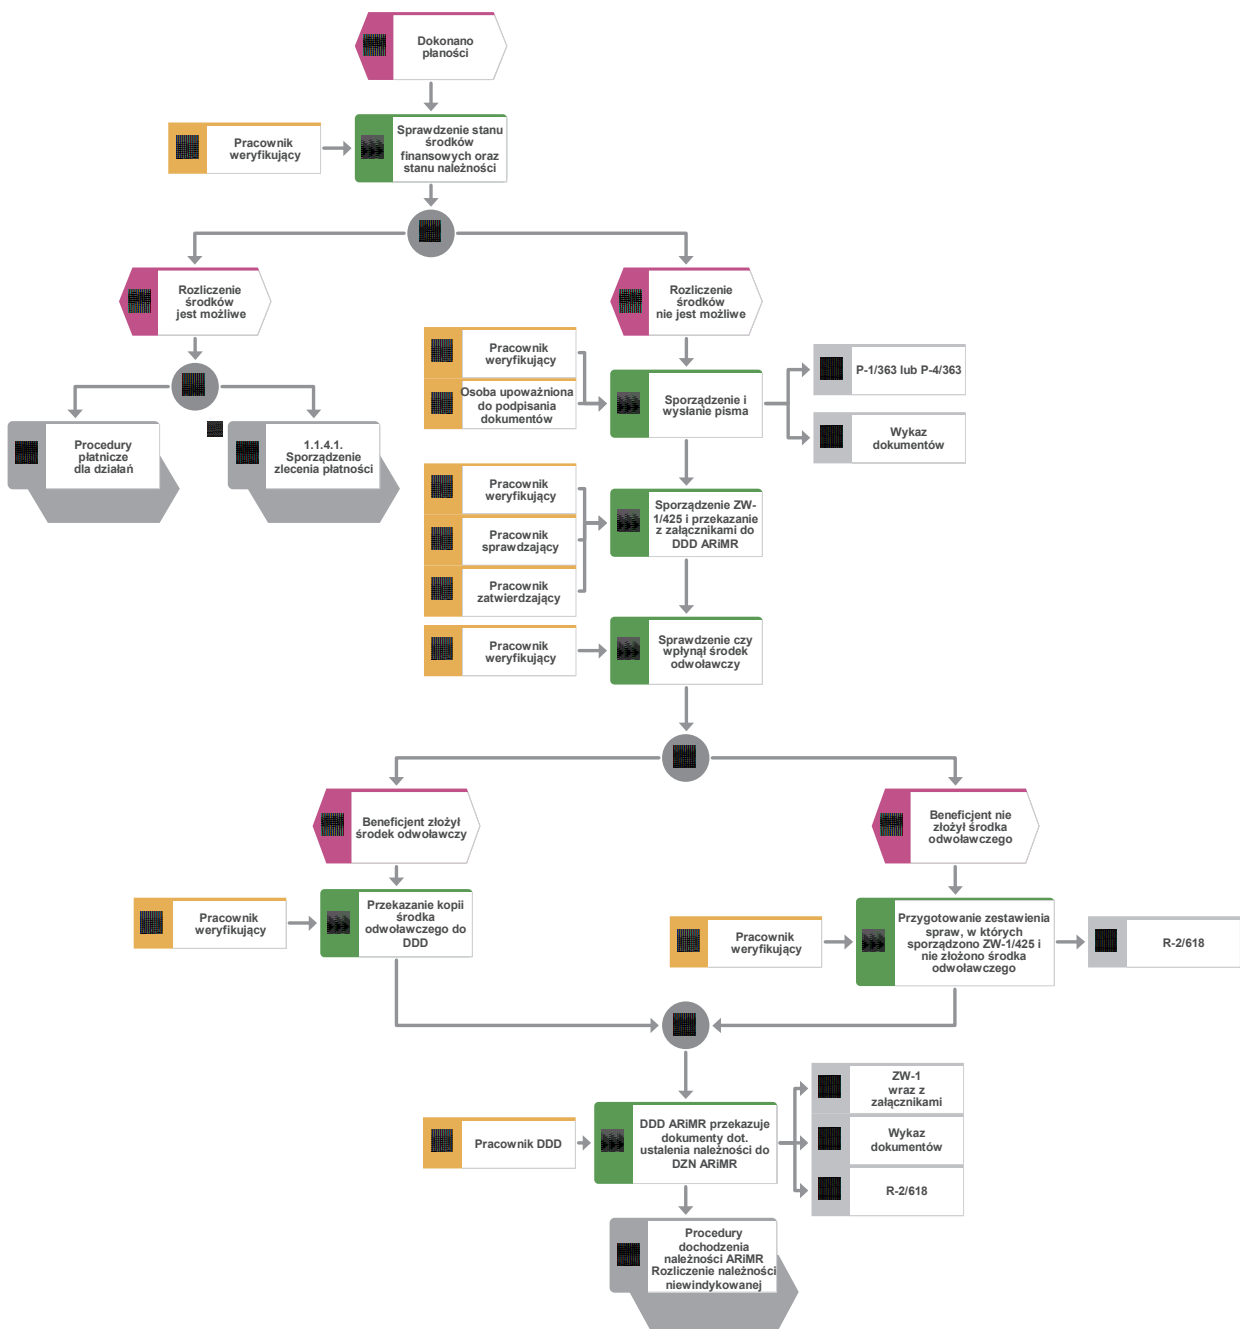 Dokonano
płaności
Pracownik
weryfikujący
Sprawdzenie stanu
środków
finansowych oraz
stanu należności
Rozliczenie
środków
jest możliwe
Rozliczenie
środków
nie jest możliwe
Pracownik
weryfikujący
Osoba upoważniona
do podpisania
dokumentów
Sporządzenie i
wysłanie pisma
P-1/363 lub P-4/363
Wykaz
dokumentów
Procedury
płatnicze
dla działań
1.1.4.1.
Sporządzenie
zlecenia płatności
Pracownik
weryfikujący
Pracownik
sprawdzający
Pracownik
zatwierdzający
Sporządzenie ZW-
1/425 i przekazanie
z załącznikami do
DDD ARiMR
Pracownik
weryfikujący
Sprawdzenie czy
wpłynął środek
odwoławczy
Beneficjent złożył
środek odwoławczy
Beneficjent nie
złożył środka
odwoławczego
Pracownik
weryfikujący
Przekazanie kopii
środka
odwoławczego do
DDD
Pracownik
weryfikujący
Przygotowanie zestawienia
spraw, w których
sporządzono ZW-1/425 i
nie złożono środka
odwoławczego
R-2/618
Pracownik DDD
DDD ARiMR przekazuje
dokumenty dot.
ustalenia należności do
DZN ARiMR
ZW-1
wraz z
załącznikami
Wykaz
dokumentów
R-2/618
Procedury
dochodzenia
należności ARiMR
Rozliczenie należności
niewindykowanej